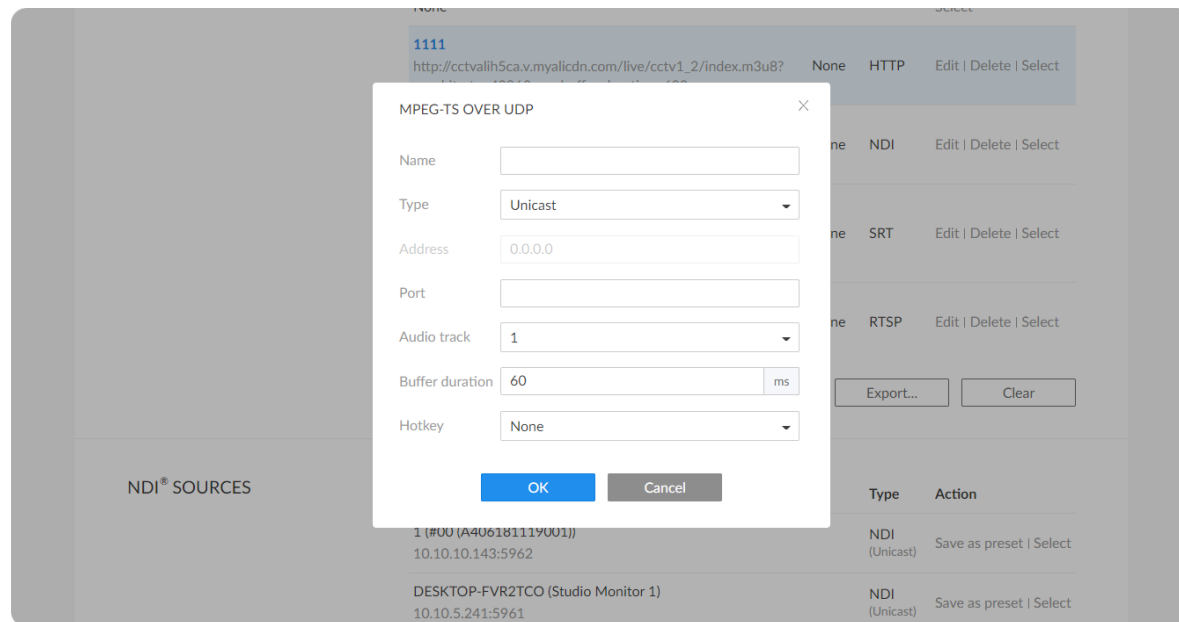 None Select
1111
http://cctvalih5ca.v.myalicdn.com/live/cctv1_2/index.m3u8? None HTTP Edit | Delete | Select
MPEG-TS OVER UDP
Name
Type Unicast
ne NDI Edit | Delete | Select
Address 0.0.0.0
ne SRT Edit | Delete | Select
Port
Audio track 1
ne RTSP Edit | Delete | Select
Buffer duration 60 ms
Export... Clear
Hotkey None
OK Cancel
NDI® SOURCES
Type Action
1 (#00 (A406181119001)) NDI
10.10.10.143:5962 (Unicast) Save as preset | Select
DESKTOP-FVR2TCO (Studio Monitor 1) NDI
10.10.5.241:5961 (Unicast) Save as preset | Select